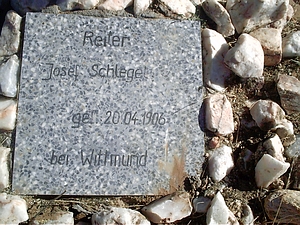 Reiter
Josef Schlegel
gef. 20.04.1906
bei Wittmund